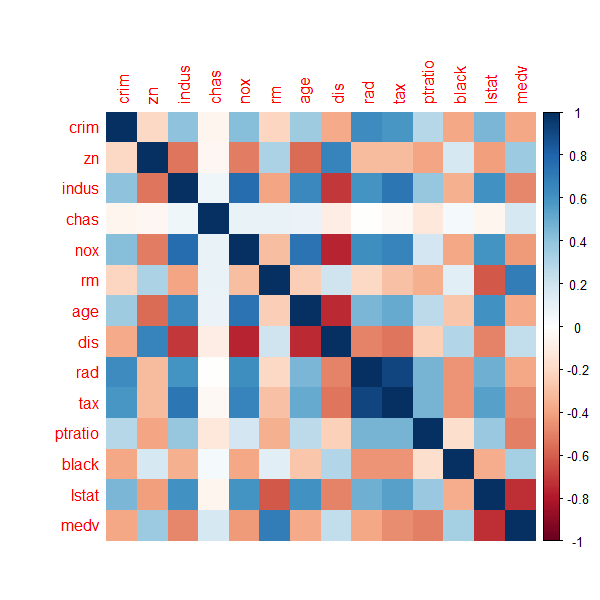 crim
zn
indus
chas
nox
rm
age
dis
rad
tax
ptratio
black
lstat
medv
crim
zn
indus
chas
nox
rm
age
dis
rad
tax
ptratio
black
lstat
medv
1
0.8
0.6
0.4
0.2
0
-0.2
-0.4
-0.6
-0.8
-1